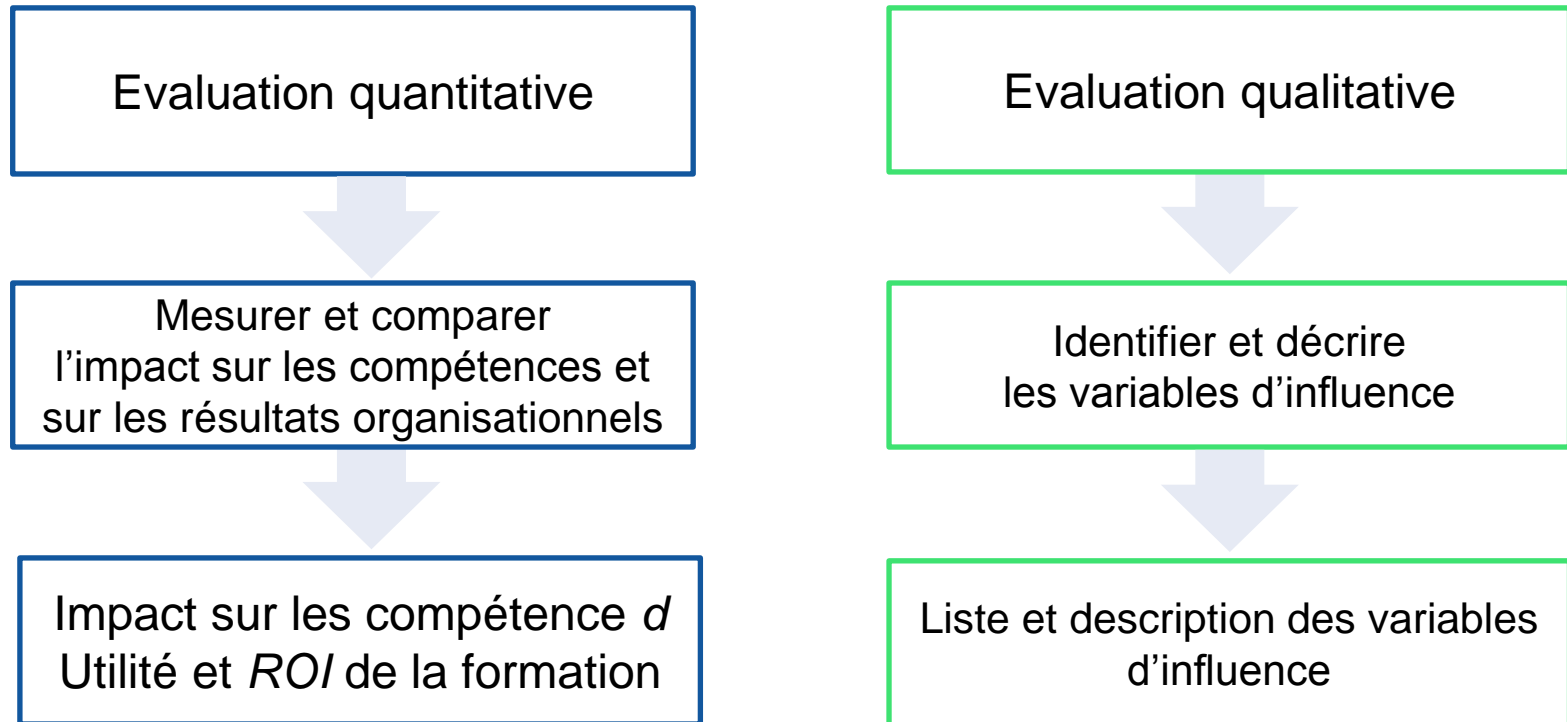 Evaluation quantitative
Mesurer et comparer
l’impact sur les compétences et
sur les résultats organisationnels
Impact sur les compétence d
Utilité et ROI de la formation
Evaluation qualitative
Identifier et décrire
les variables d’influence
Liste et description des variables
d’influence